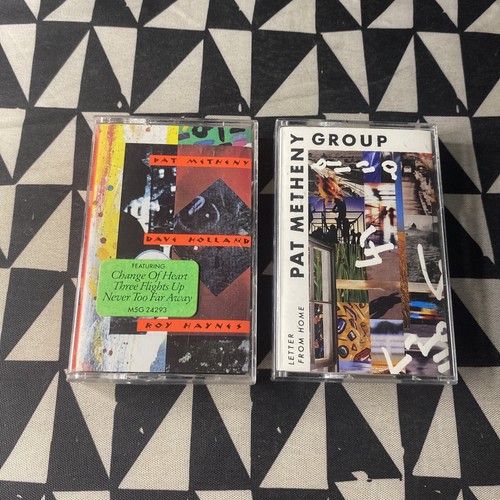 PAT METHENY
DAVE HOLLAND
FEATURING
Change Of Heart
Three Flights Up
Never Too Far Away
MSG 24293
ROY HAYNES
PAT METHENY GROUP
LETTER
FROM HOME